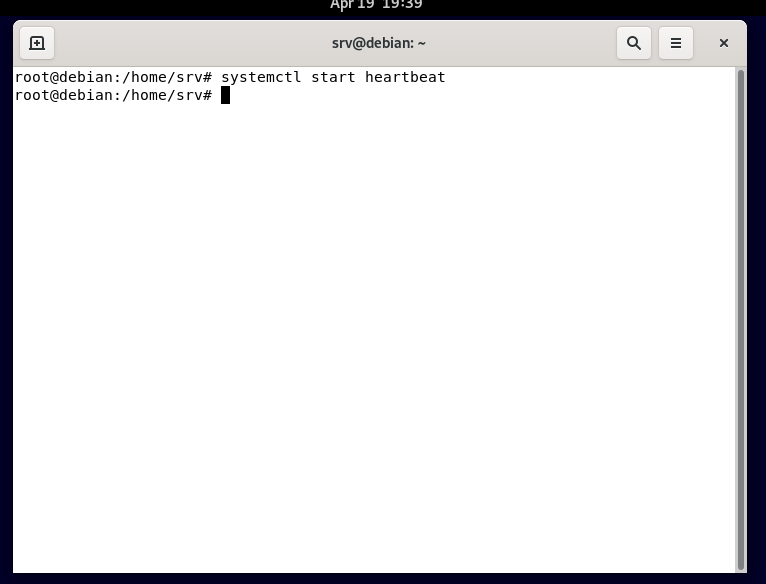 Apr 19 19:39
srv@debian: ~
root@debian:/home/srv# systemctl start heartbeat
root@debian:/home/srv#